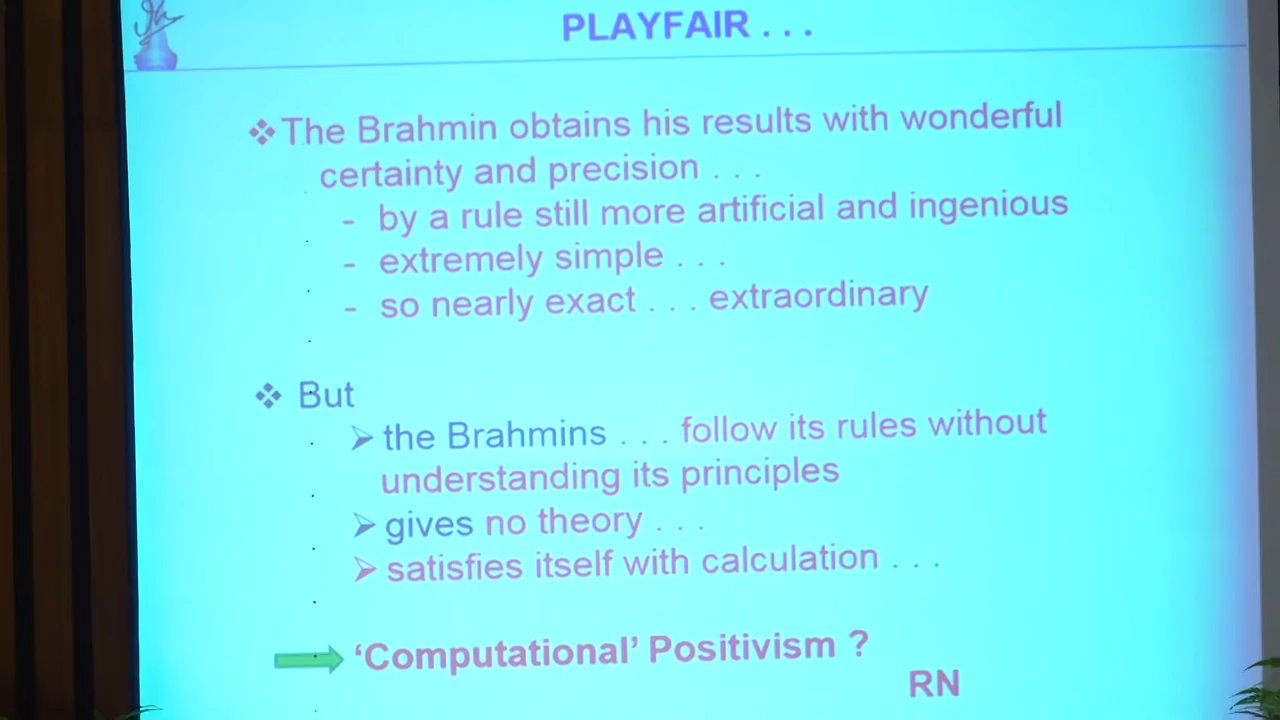 PLAYFAIR . . .
❖ The Brahmin obtains his results with wonderful
certainty and precision . . .
- by a rule still more artificial and ingenious
- extremely simple . . .
- so nearly exact . . . extraordinary
❖ But
➢ the Brahmins . . . follow its rules without
understanding its principles
➢ gives no theory . . .
➢ satisfies itself with calculation . . .
‘Computational’ Positivism ?
RN